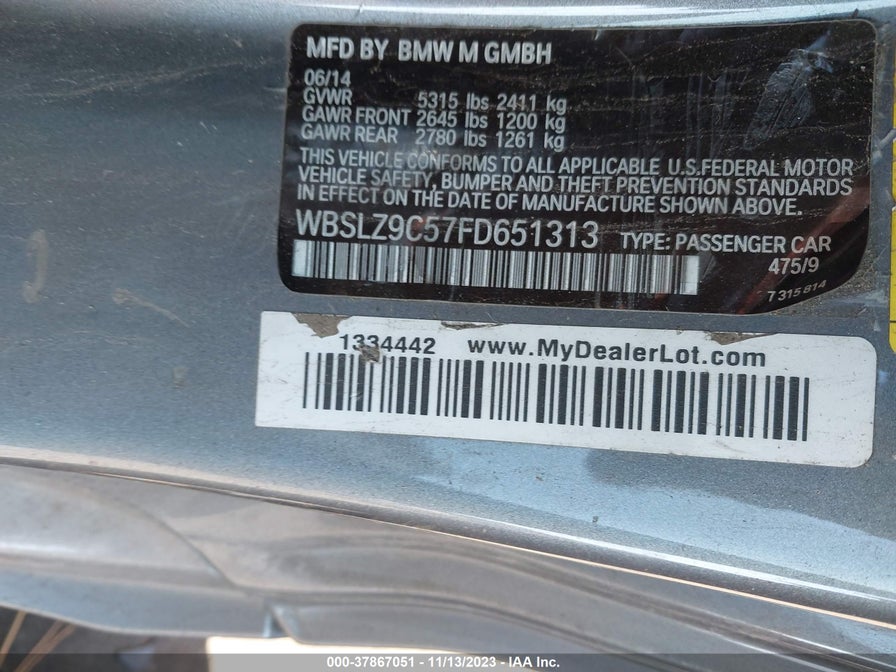 MFD BY BMW M GMBH
06/14
GVWR 5315 lbs 2411 kg
GAWR FRONT 2645 lbs 1200 kg
GAWR REAR 2780 lbs 1261 kg
THIS VEHICLE CONFORMS TO ALL APPLICABLE U.S.FEDERAL MOTOR
VEHICLE SAFETY, BUMPER AND THEFT PREVENTION STANDARDS
IN EFFECT ON THE DATE OF MANUFACTURE SHOWN ABOVE.
WBSLZ9C57FD651313 TYPE: PASSENGER CAR
475/9
7 315 814
1334442 www.MyDealerLot.com
000-37867051 - 11/13/2023 - IAA Inc.